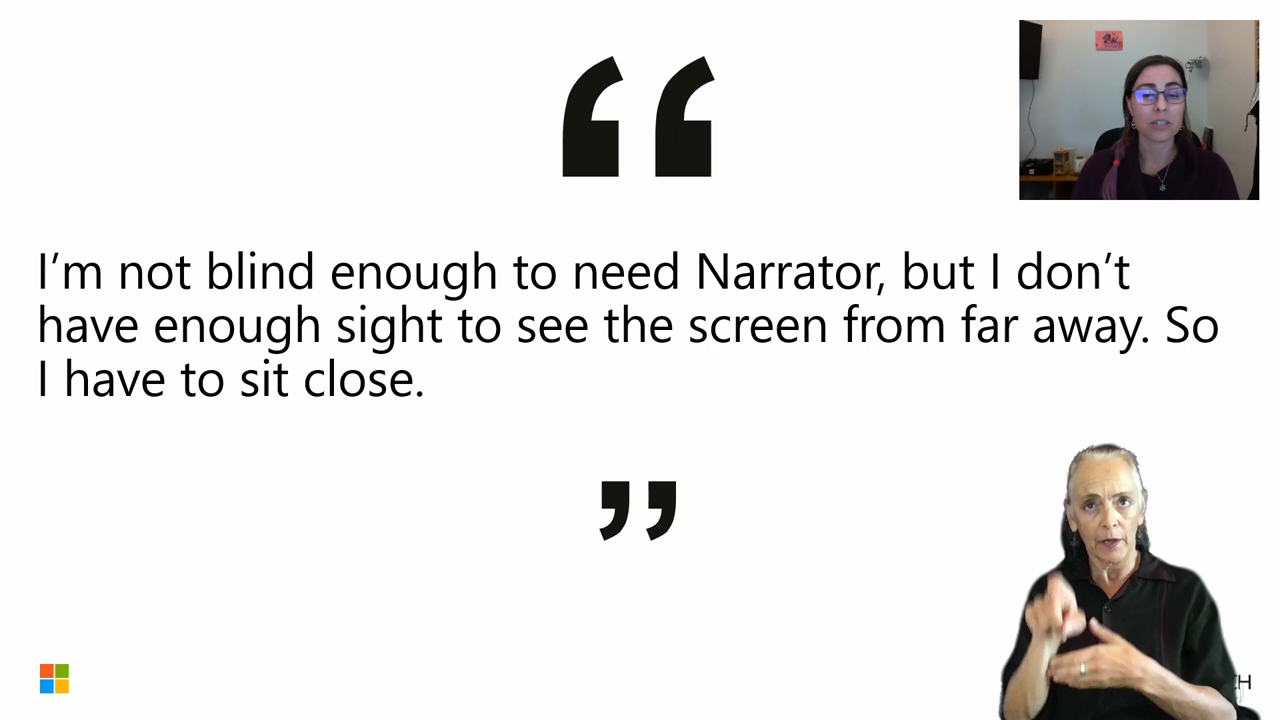 “
I’m not blind enough to need Narrator, but I don’t
have enough sight to see the screen from far away. So
I have to sit close.
”